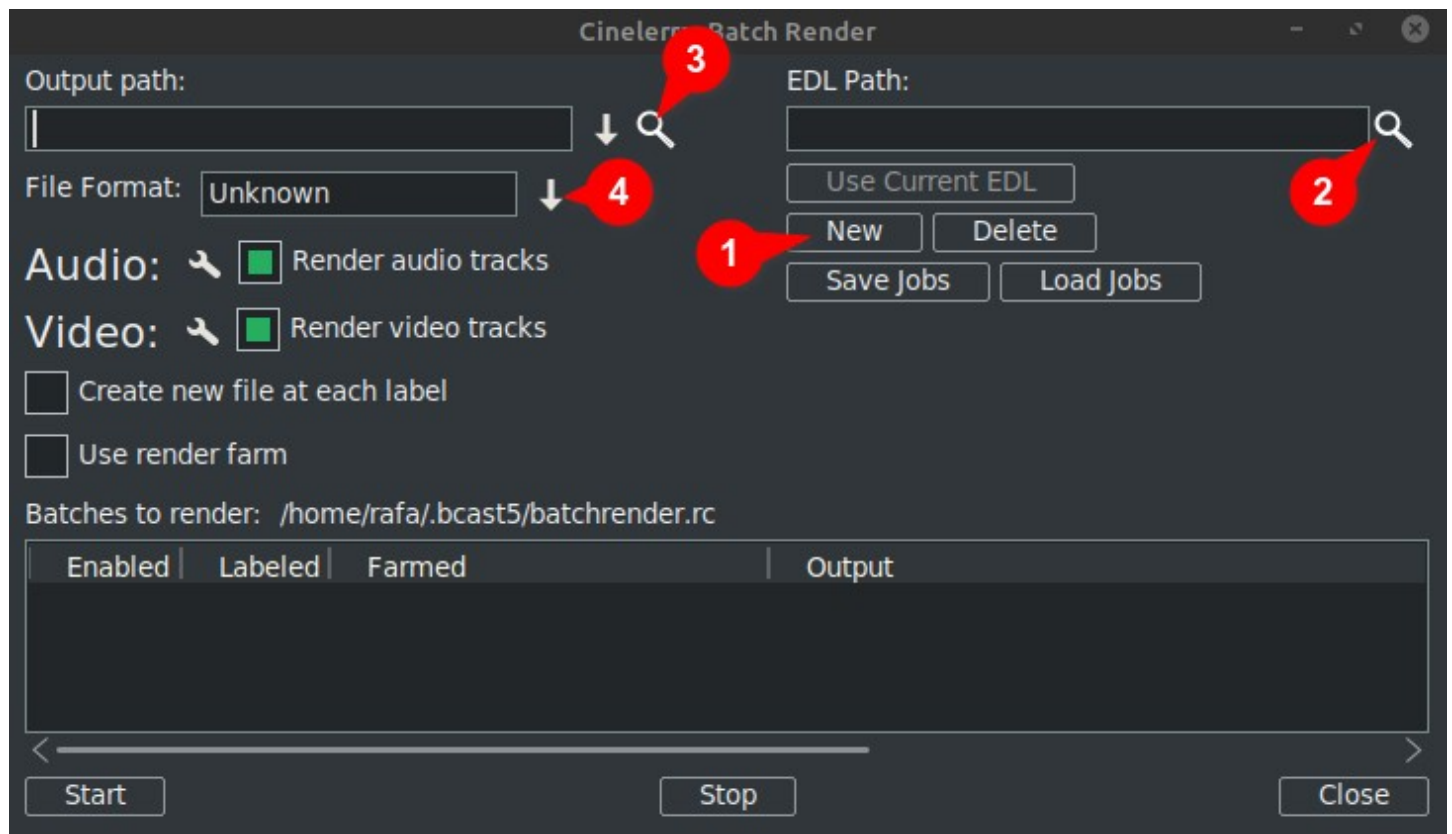 Cinelerra: Batch Render
3
Output path:
EDL Path:
2
File Format:
Unknown
4
Use Current EDL
1
New
Delete
Audio:
Render audio tracks
Save Jobs
Load Jobs
Video:
Render video tracks
Create new file at each label
Use render farm
Batches to render: /home/rafa/.bcast5/batchrender.rc
Enabled
Labeled
Farmed
Output
Start
Stop
Close